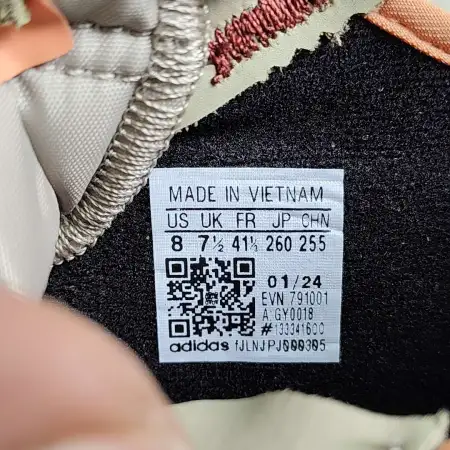 MADE IN VIETNAM
US UK FR JP CHN
8 7½ 41⅓ 260 255
01/24
EVN 791001
A:GY0018
#133341600
adidas